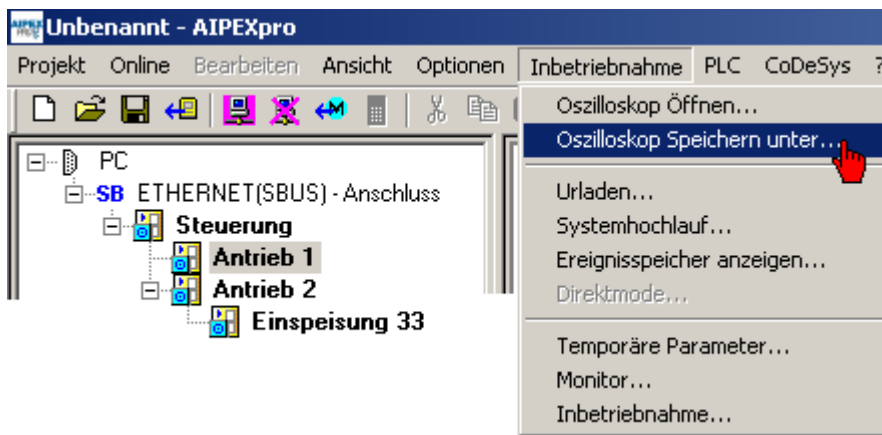 Unbenannt - AIPEXpro
Projekt Online Bearbeiten Ansicht Optionen Inbetriebnahme PLC CoDeSys ?
Oszilloskop Öffnen...
Oszilloskop Speichern unter...
PC
SB ETHERNET(SBUS) - Anschluss
Steuerung
Antrieb 1
Antrieb 2
Einspeisung 33
Urladen...
Systemhochlauf...
Ereignisspeicher anzeigen...
Direktmode...
Temporäre Parameter...
Monitor...
Inbetriebnahme...